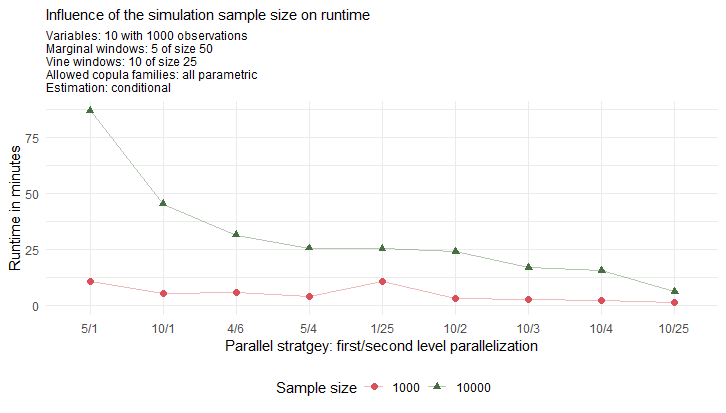 Influence of the simulation sample size on runtime
Variables: 10 with 1000 observations
Marginal windows: 5 of size 50
Vine windows: 10 of size 25
Allowed copula families: all parametric
Estimation: conditional
Runtime in minutes
75
50
25
0
5/1 10/1 4/6 5/4 1/25 10/2 10/3 10/4 10/25
Parallel stratgey: first/second level parallelization
Sample size 1000 10000